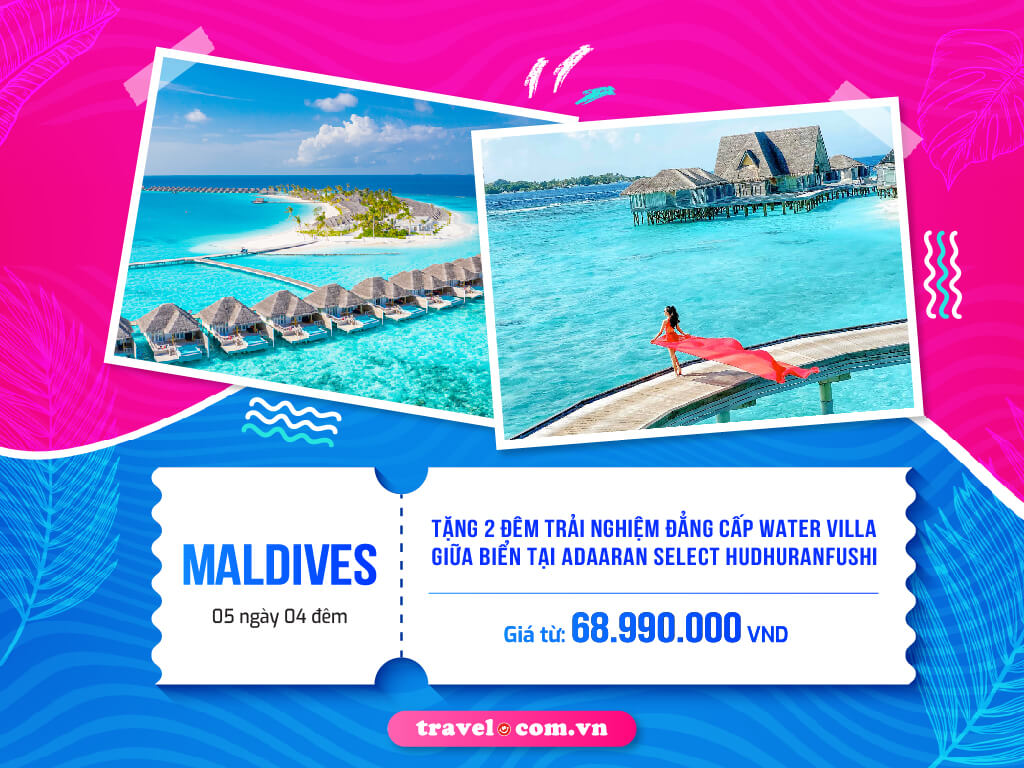 MALDIVES
05 ngày 04 đêm
TẶNG 2 ĐÊM TRẢI NGHIỆM ĐẲNG CẤP WATER VILLA
GIỮA BIỂN TẠI ADAARAN SELECT HUDHURANFUSHI
Giá từ: 68.990.000 VND
travel.com.vn